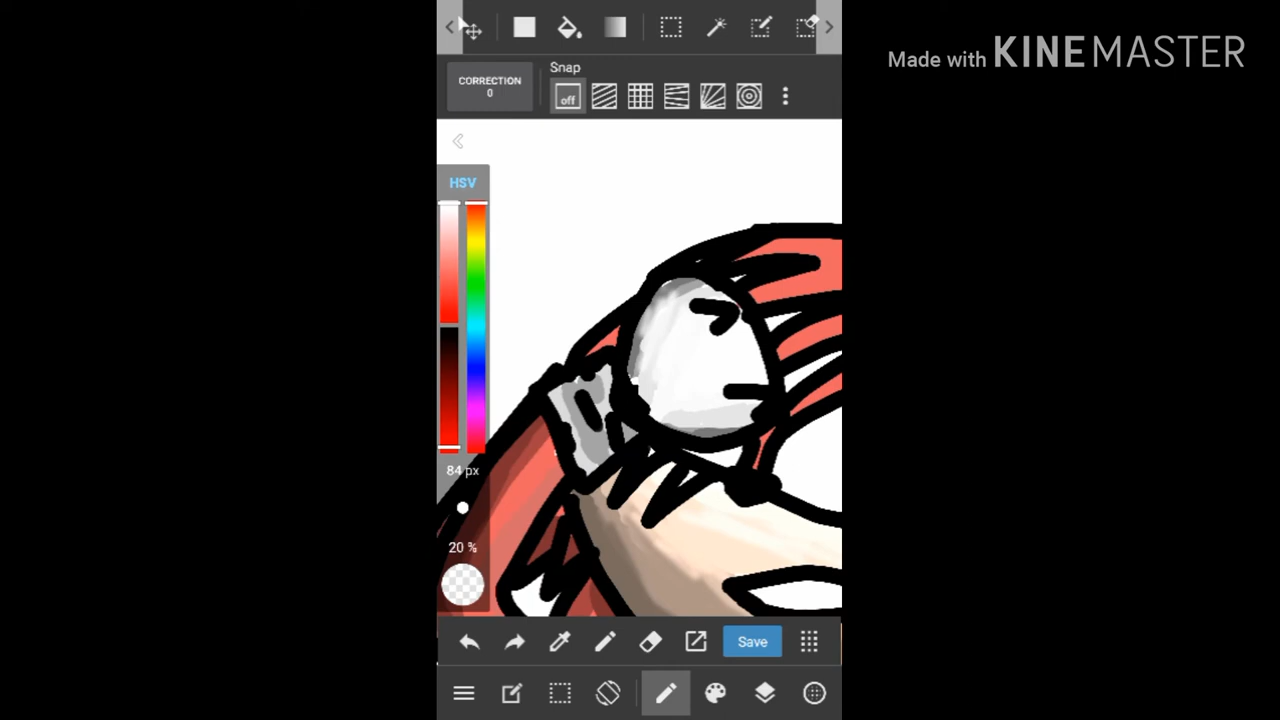 Made with KINEMASTER
Snap
CORRECTION
0
off
HSV
84 px
20 %
Save